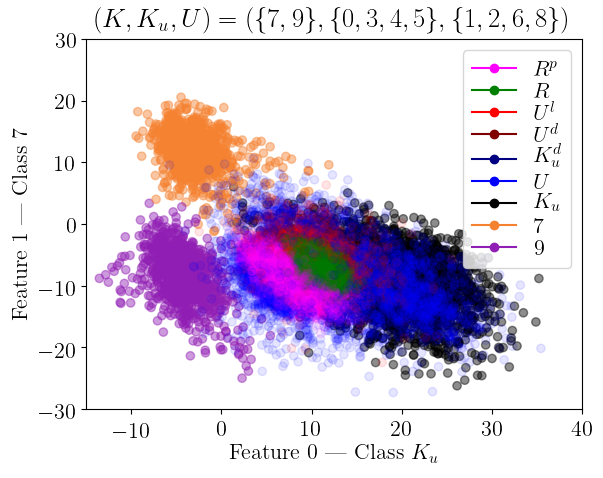 (K, K_u, U) = ({7, 9}, {0, 3, 4, 5}, {1, 2, 6, 8})
30
20
10
0
−10
−20
−30
Feature 1 — Class 7
R^p
R
U^l
U^d
K_u^d
U
K_u
7
9
−10
0
10
20
30
40
Feature 0 — Class K_u